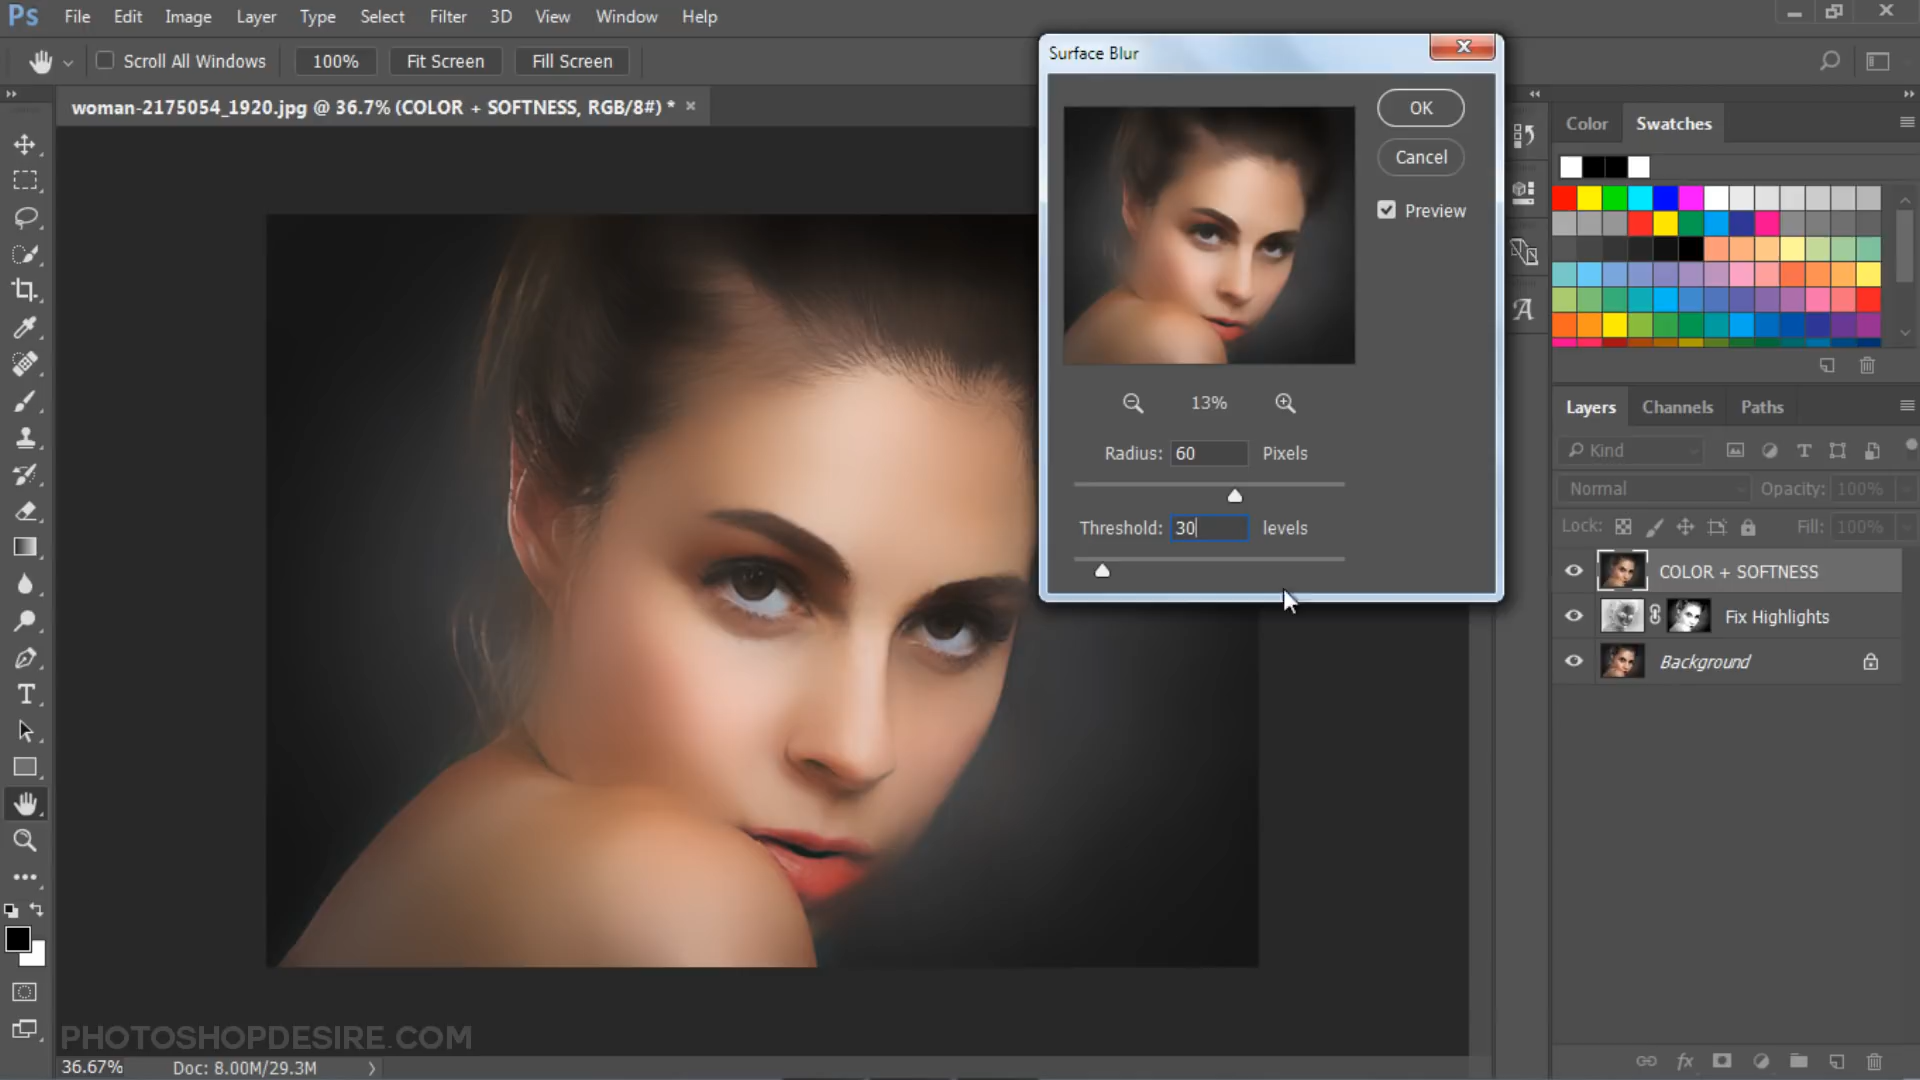 Ps File Edit Image Layer Type Select Filter 3D View Window Help
Scroll All Windows 100% Fit Screen Fill Screen
woman-2175054_1920.jpg @ 36.7% (COLOR + SOFTNESS, RGB/8#) *
Surface Blur
OK
Cancel
Preview
13%
Radius: 60 Pixels
Threshold: 30 levels
Color Swatches
Layers Channels Paths
Kind
Normal Opacity: 100%
Lock: Fill: 100%
COLOR + SOFTNESS
Fix Highlights
Background
PHOTOSHOPDESIRE.COM
36.67% Doc: 8.00M/29.3M